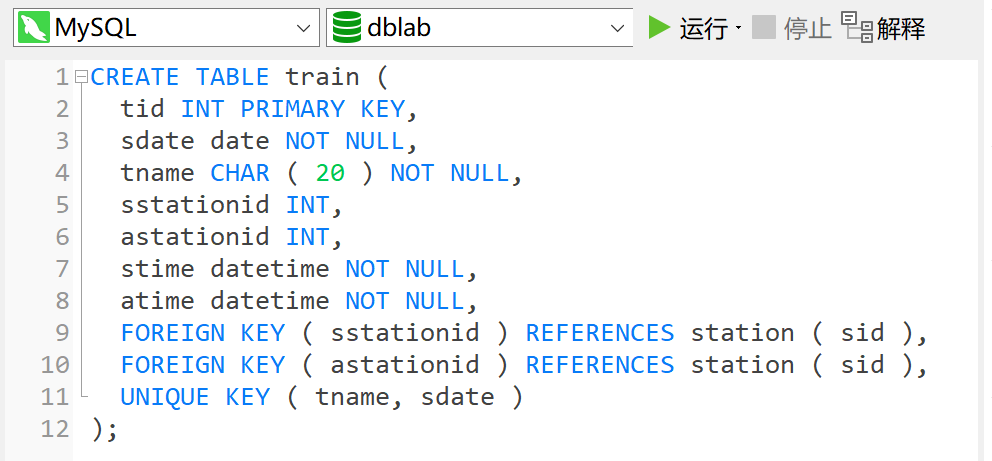 MySQL dblab 运行 停止 解释
1 CREATE TABLE train (
2 tid INT PRIMARY KEY,
3 sdate date NOT NULL,
4 tname CHAR ( 20 ) NOT NULL,
5 sstationid INT,
6 astationid INT,
7 stime datetime NOT NULL,
8 atime datetime NOT NULL,
9 FOREIGN KEY ( sstationid ) REFERENCES station ( sid ),
10 FOREIGN KEY ( astationid ) REFERENCES station ( sid ),
11 UNIQUE KEY ( tname, sdate )
12 );